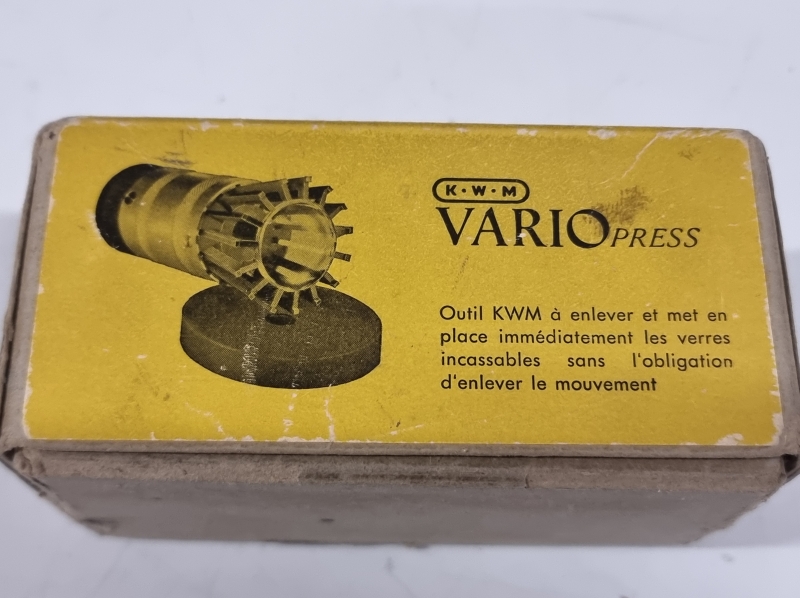 K·W·M
VARIOPRESS
Outil KWM à enlever et met en
place immédiatement les verres
incassables sans l'obligation
d'enlever le mouvement